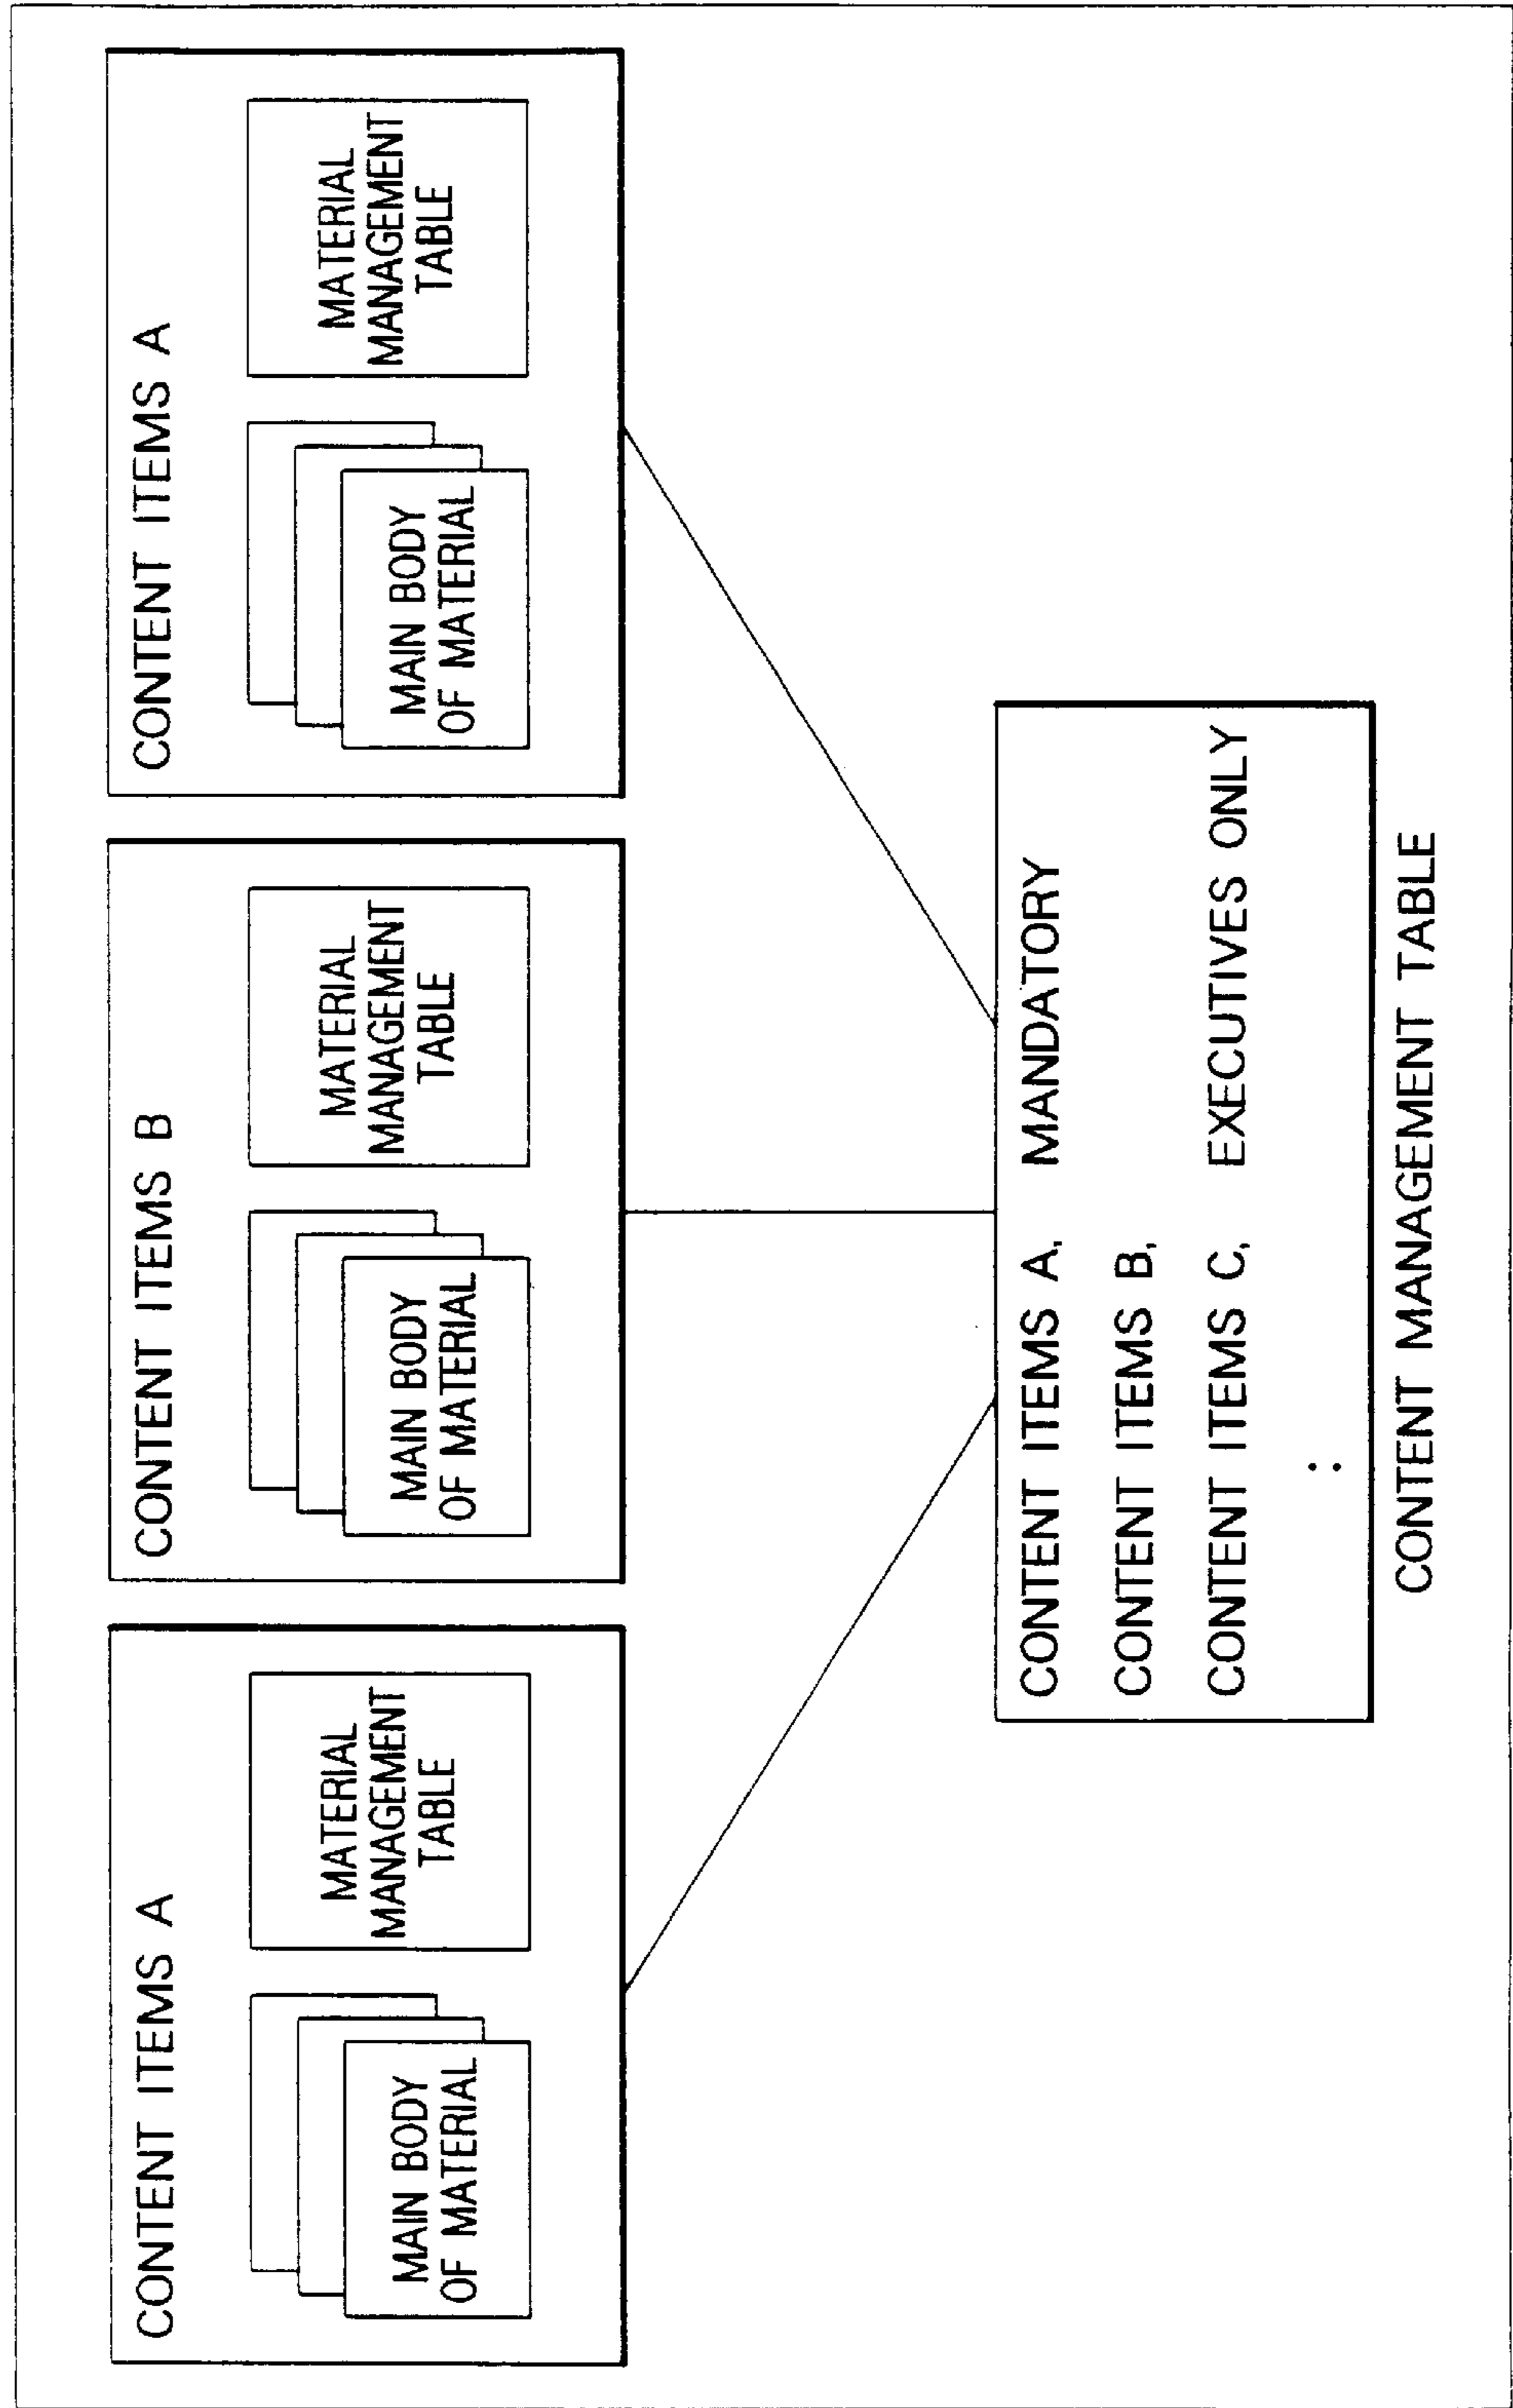 CONTENT ITEMS A
MAIN BODY
OF MATERIAL
MATERIAL
MANAGEMENT
TABLE
CONTENT ITEMS B
MAIN BODY
OF MATERIAL
MATERIAL
MANAGEMENT
TABLE
CONTENT ITEMS A
MAIN BODY
OF MATERIAL
MATERIAL
MANAGEMENT
TABLE
CONTENT ITEMS A, MANDATORY
CONTENT ITEMS B,
CONTENT ITEMS C, EXECUTIVES ONLY
:
CONTENT MANAGEMENT TABLE